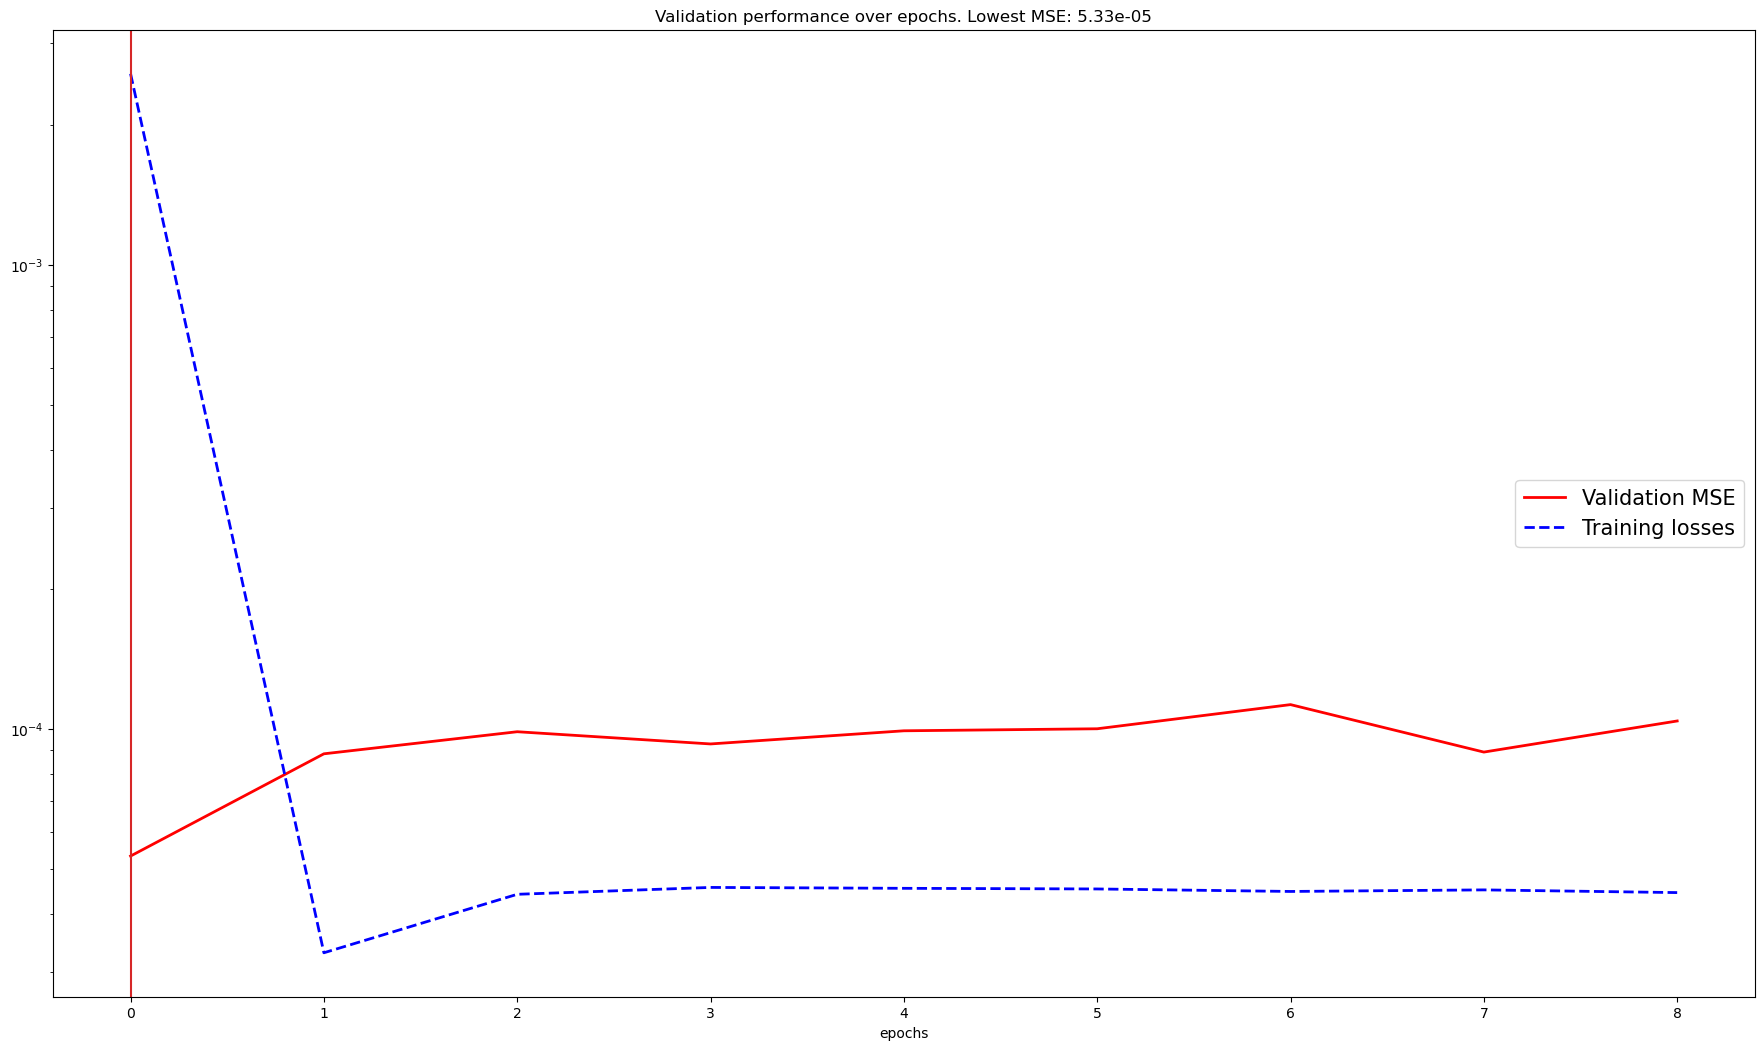 Validation performance over epochs. Lowest MSE: 5.33e-05
10⁻³
10⁻⁴
Validation MSE
Training losses
0 1 2 3 4 5 6 7 8
epochs